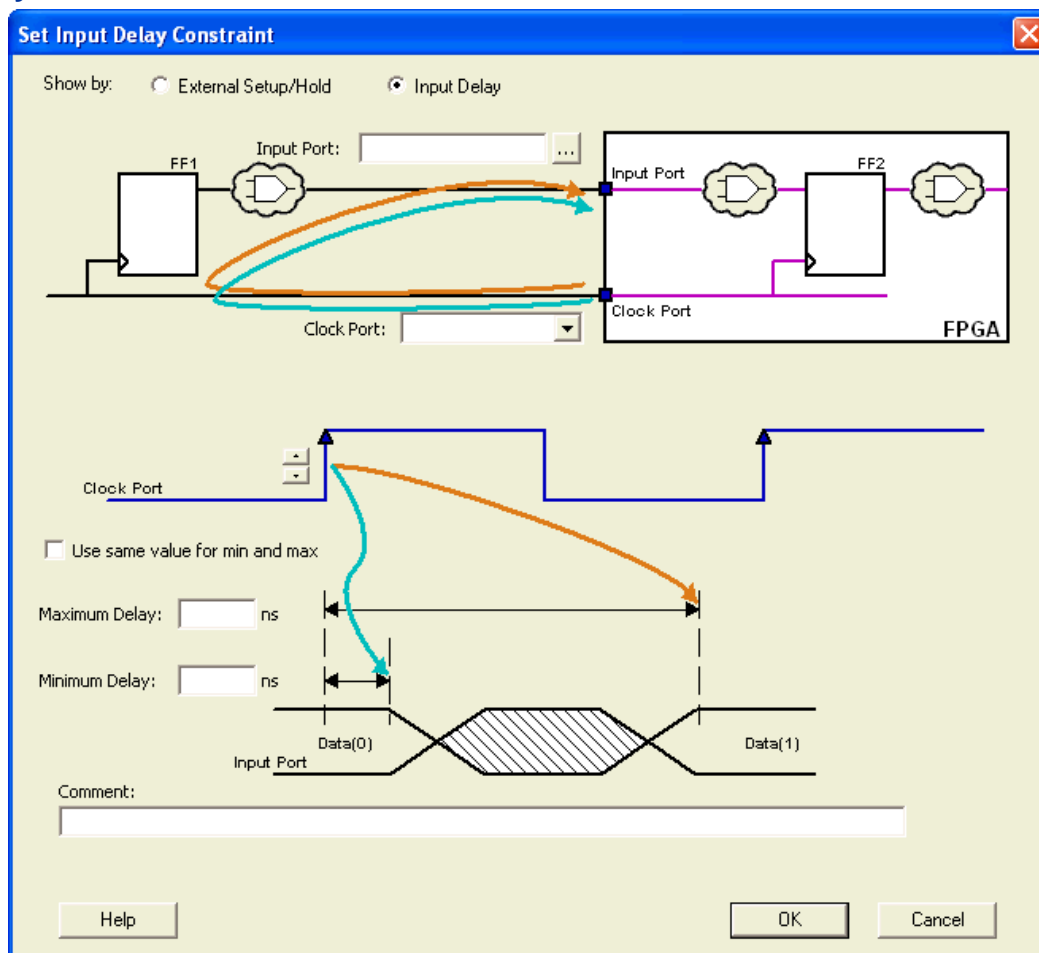 Set Input Delay Constraint
Show by: External Setup/Hold Input Delay
Input Port: ...
FF1
Input Port
FF2
Clock Port:
Clock Port
FPGA
Clock Port
Use same value for min and max
Maximum Delay: ns
Minimum Delay: ns
Data(0)
Data(1)
Input Port
Comment:
Help
OK
Cancel